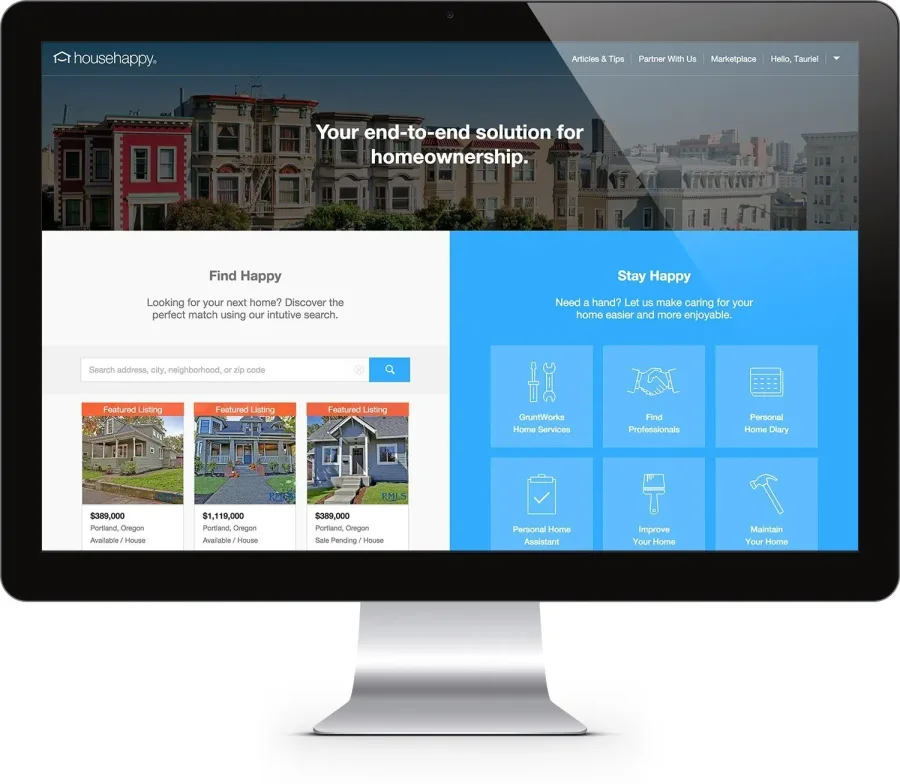 househappy®
Articles & Tips
Partner With Us
Marketplace
Hello, Tauriel
Your end-to-end solution for
homeownership.
Find Happy
Looking for your next home? Discover the
perfect match using our intutive search.
Search address, city, neighborhood, or zip code
Featured Listing
Featured Listing
Featured Listing
RMLS
RMLS
$389,000
Portland, Oregon
Available / House
$1,119,000
Portland, Oregon
Available / House
$389,000
Portland, Oregon
Sale Pending / House
Stay Happy
Need a hand? Let us make caring for your
home easier and more enjoyable.
GruntWorks
Home Services
Find
Professionals
Personal
Home Diary
Personal Home
Assistant
Improve
Your Home
Maintain
Your Home